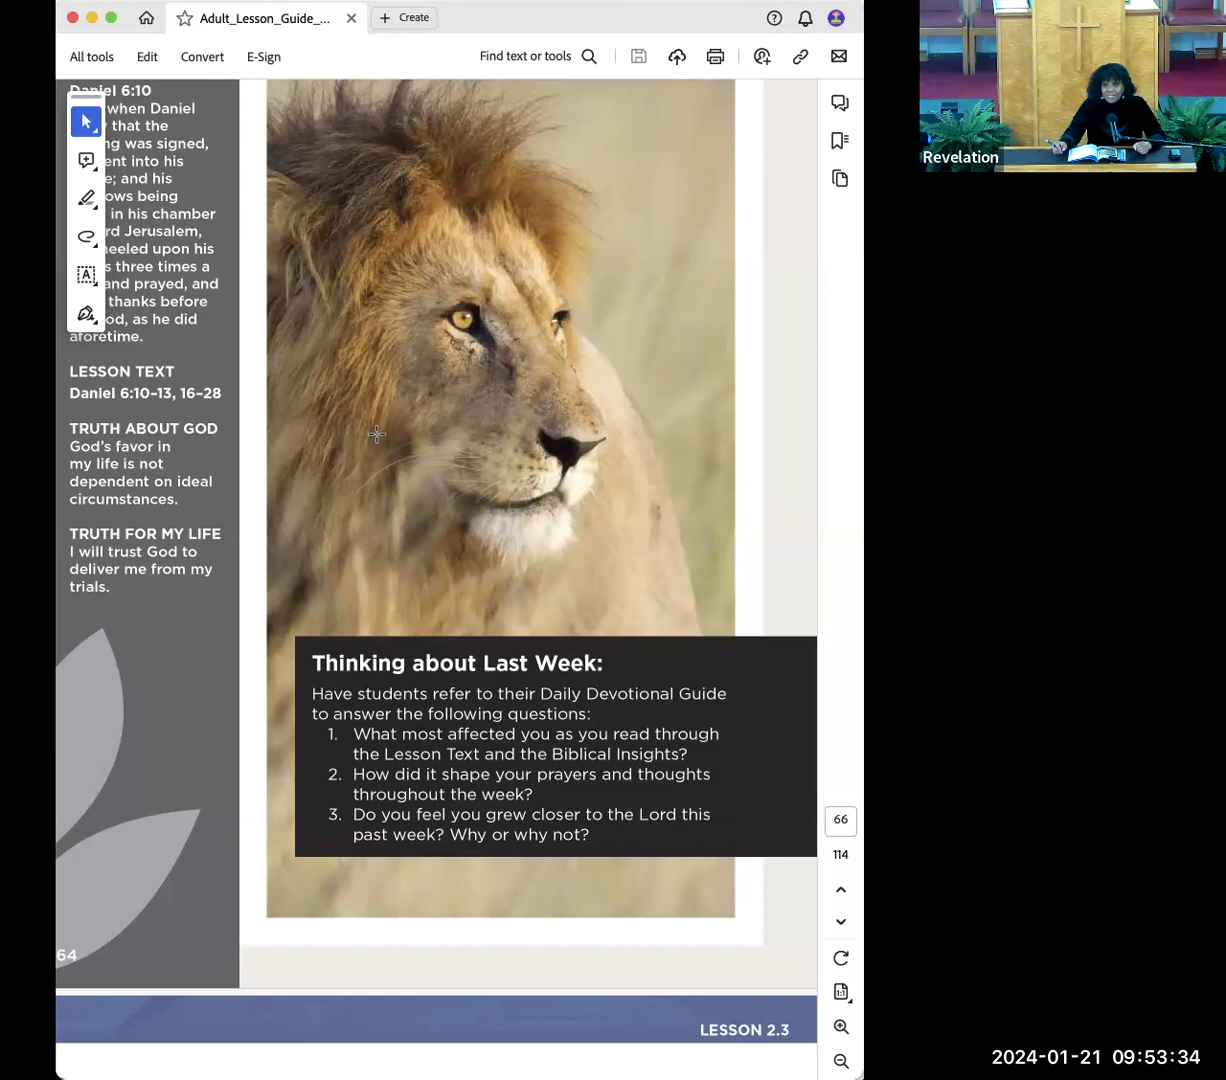 Adult_Lesson_Guide_...
Create
All tools
Edit
Convert
E-Sign
Find text or tools
Daniel 6:10
when Daniel
that the
was signed,
into his
and his
being
in his chamber
Jerusalem,
upon his
three times a
and prayed, and
thanks before
as he did
aforetime.
LESSON TEXT
Daniel 6:10–13, 16–28
TRUTH ABOUT GOD
God's favor in
my life is not
dependent on ideal
circumstances.
TRUTH FOR MY LIFE
I will trust God to
deliver me from my
trials.
64
Thinking about Last Week:
Have students refer to their Daily Devotional Guide
to answer the following questions:
1. What most affected you as you read through
the Lesson Text and the Biblical Insights?
2. How did it shape your prayers and thoughts
throughout the week?
3. Do you feel you grew closer to the Lord this
past week? Why or why not?
LESSON 2.3
66
114
1:1
Revelation
2024-01-21 09:53:34